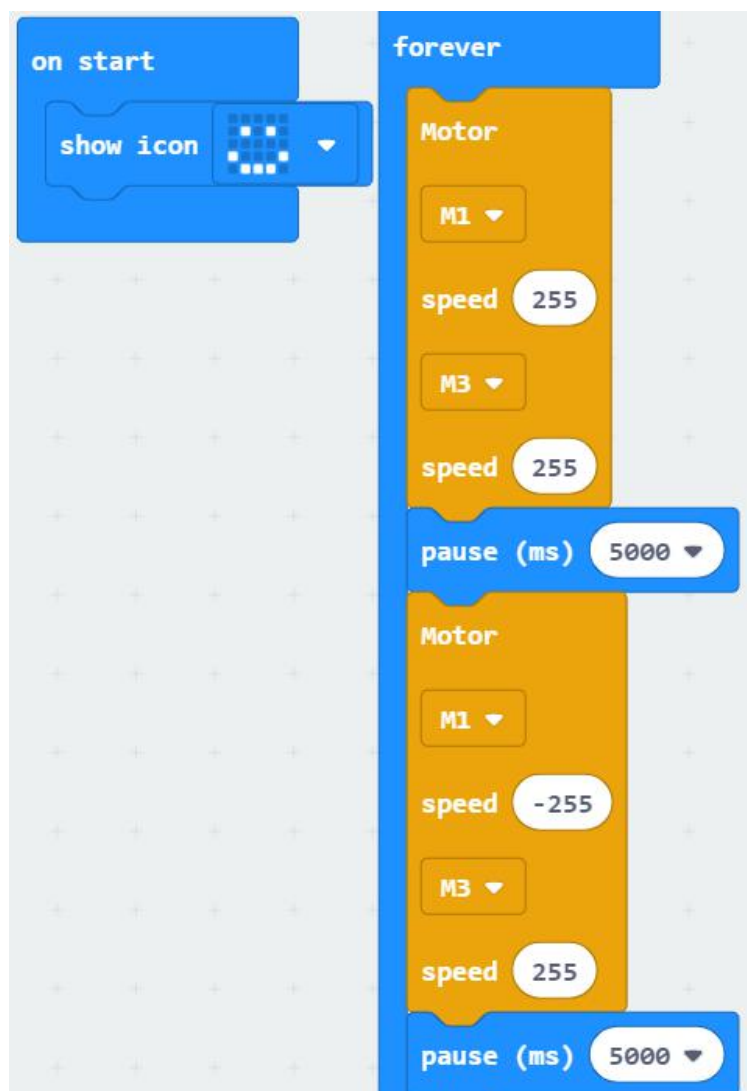 on start
show icon
forever
Motor
M1
speed 255
M3
speed 255
pause (ms) 5000
Motor
M1
speed -255
M3
speed 255
pause (ms) 5000